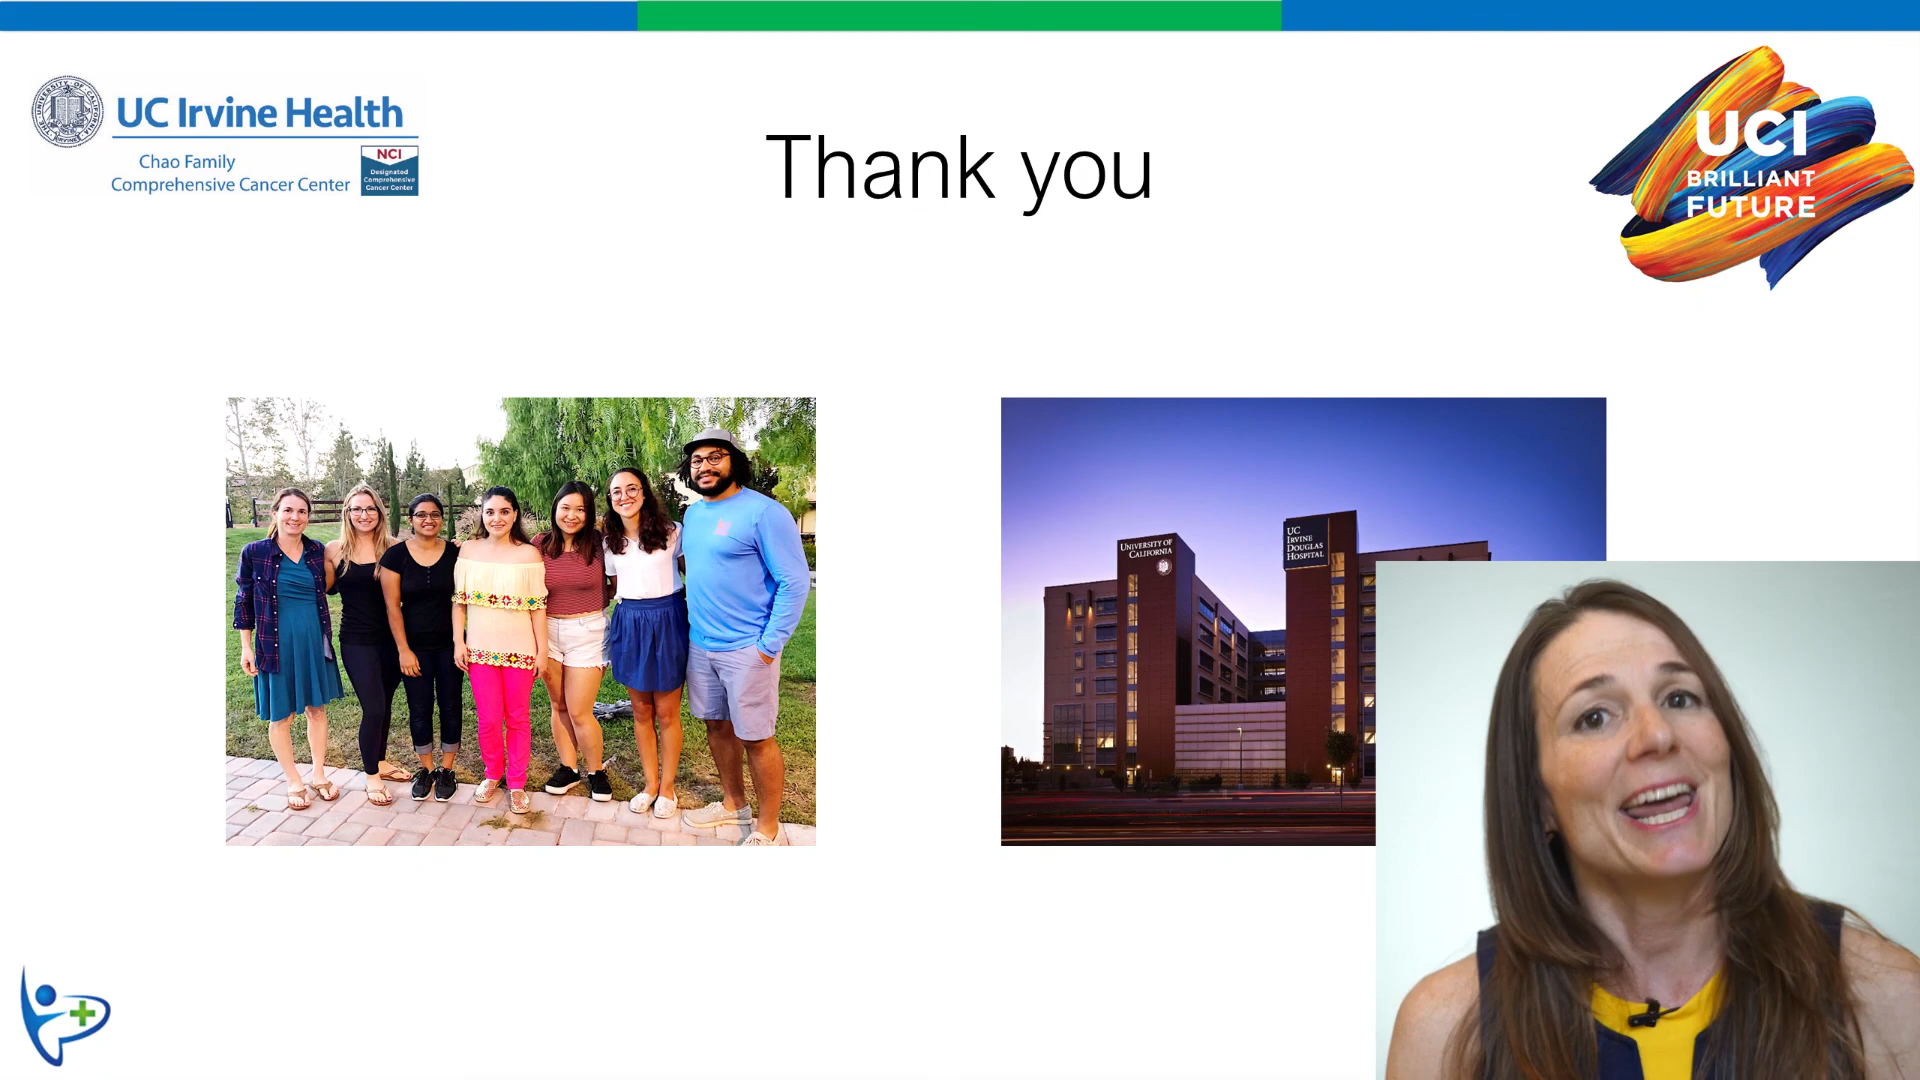 UC Irvine Health
Chao Family
Comprehensive Cancer Center
NCI
Designated
Comprehensive
Cancer Center
Thank you
UCI
BRILLIANT
FUTURE
UNIVERSITY OF
CALIFORNIA
UC
IRVINE
DOUGLAS
HOSPITAL